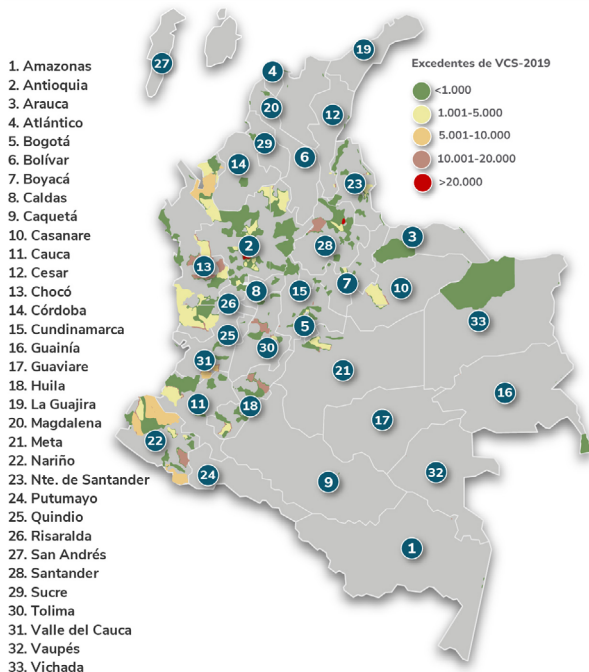 1. Amazonas
2. Antioquia
3. Arauca
4. Atlántico
5. Bogotá
6. Bolívar
7. Boyacá
8. Caldas
9. Caquetá
10. Casanare
11. Cauca
12. Cesar
13. Chocó
14. Córdoba
15. Cundinamarca
16. Guainía
17. Guaviare
18. Huila
19. La Guajira
20. Magdalena
21. Meta
22. Nariño
23. Nte. de Santander
24. Putumayo
25. Quindio
26. Risaralda
27. San Andrés
28. Santander
29. Sucre
30. Tolima
31. Valle del Cauca
32. Vaupés
33. Vichada
Excedentes de VCS-2019
<1.000
1.001-5.000
5.001-10.000
10.001-20.000
>20.000
19
27
4
20
12
29
6
14
23
3
2
28
13
7
10
8
15
26
33
5
25
30
31
21
16
11
18
17
22
24
32
9
1